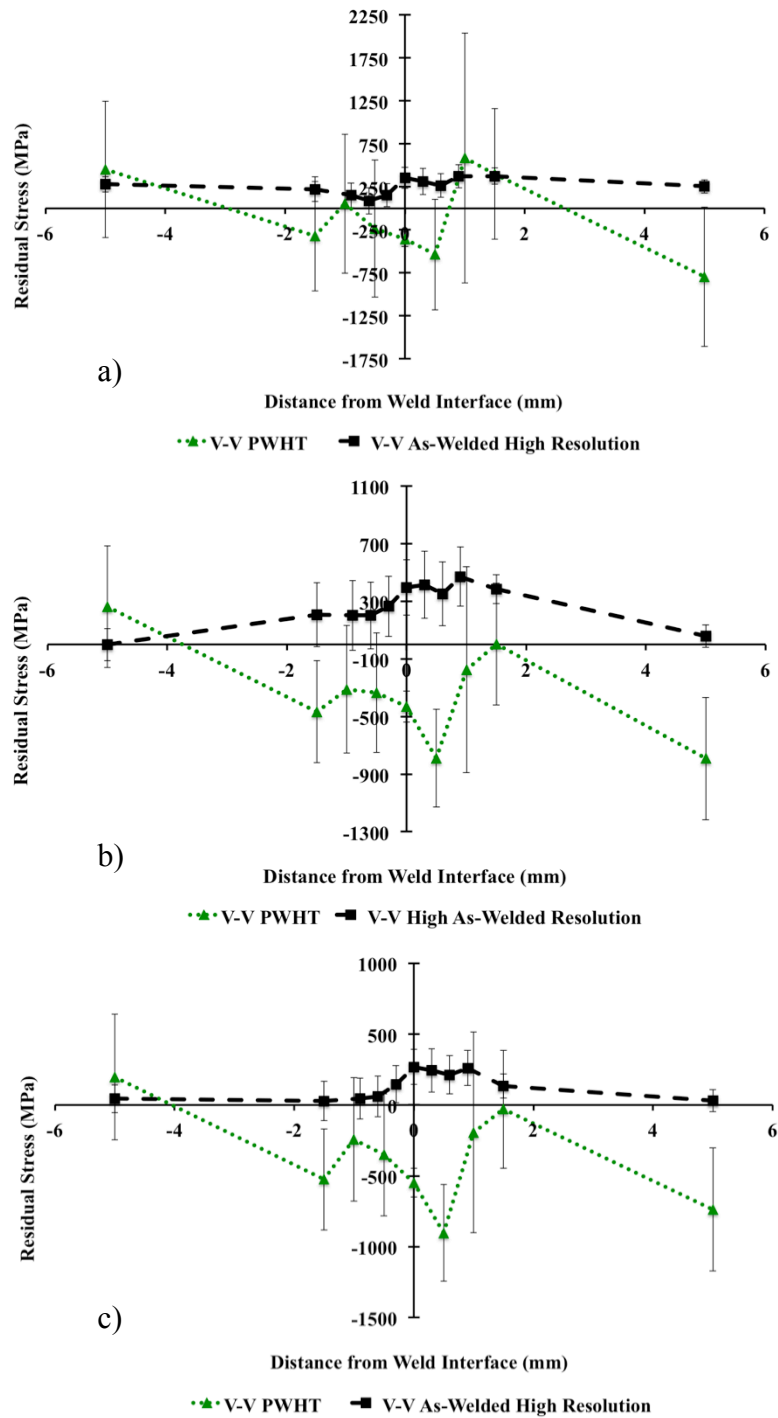 2250
1750
1250
750
250
-6 -4 -2 0 2 4 6
-250
-750
-1250
-1750
Residual Stress (MPa)
a)
Distance from Weld Interface (mm)
V-V PWHT V-V As-Welded High Resolution
1100
700
300
-6 -4 -2 0 2 4 6
-100
-500
-900
-1300
Residual Stress (MPa)
b)
Distance from Weld Interface (mm)
V-V PWHT V-V High As-Welded Resolution
1000
500
0
-6 -4 -2 0 2 4 6
-500
-1000
-1500
Residual Stress (MPa)
c)
Distance from Weld Interface (mm)
V-V PWHT V-V As-Welded High Resolution